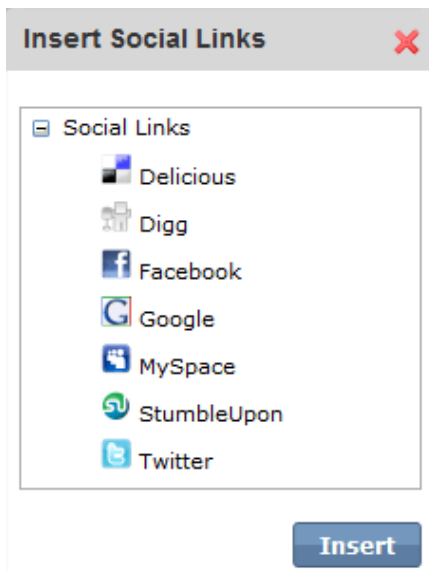 Insert Social Links
Social Links
Delicious
Digg
Facebook
Google
MySpace
StumbleUpon
Twitter
Insert